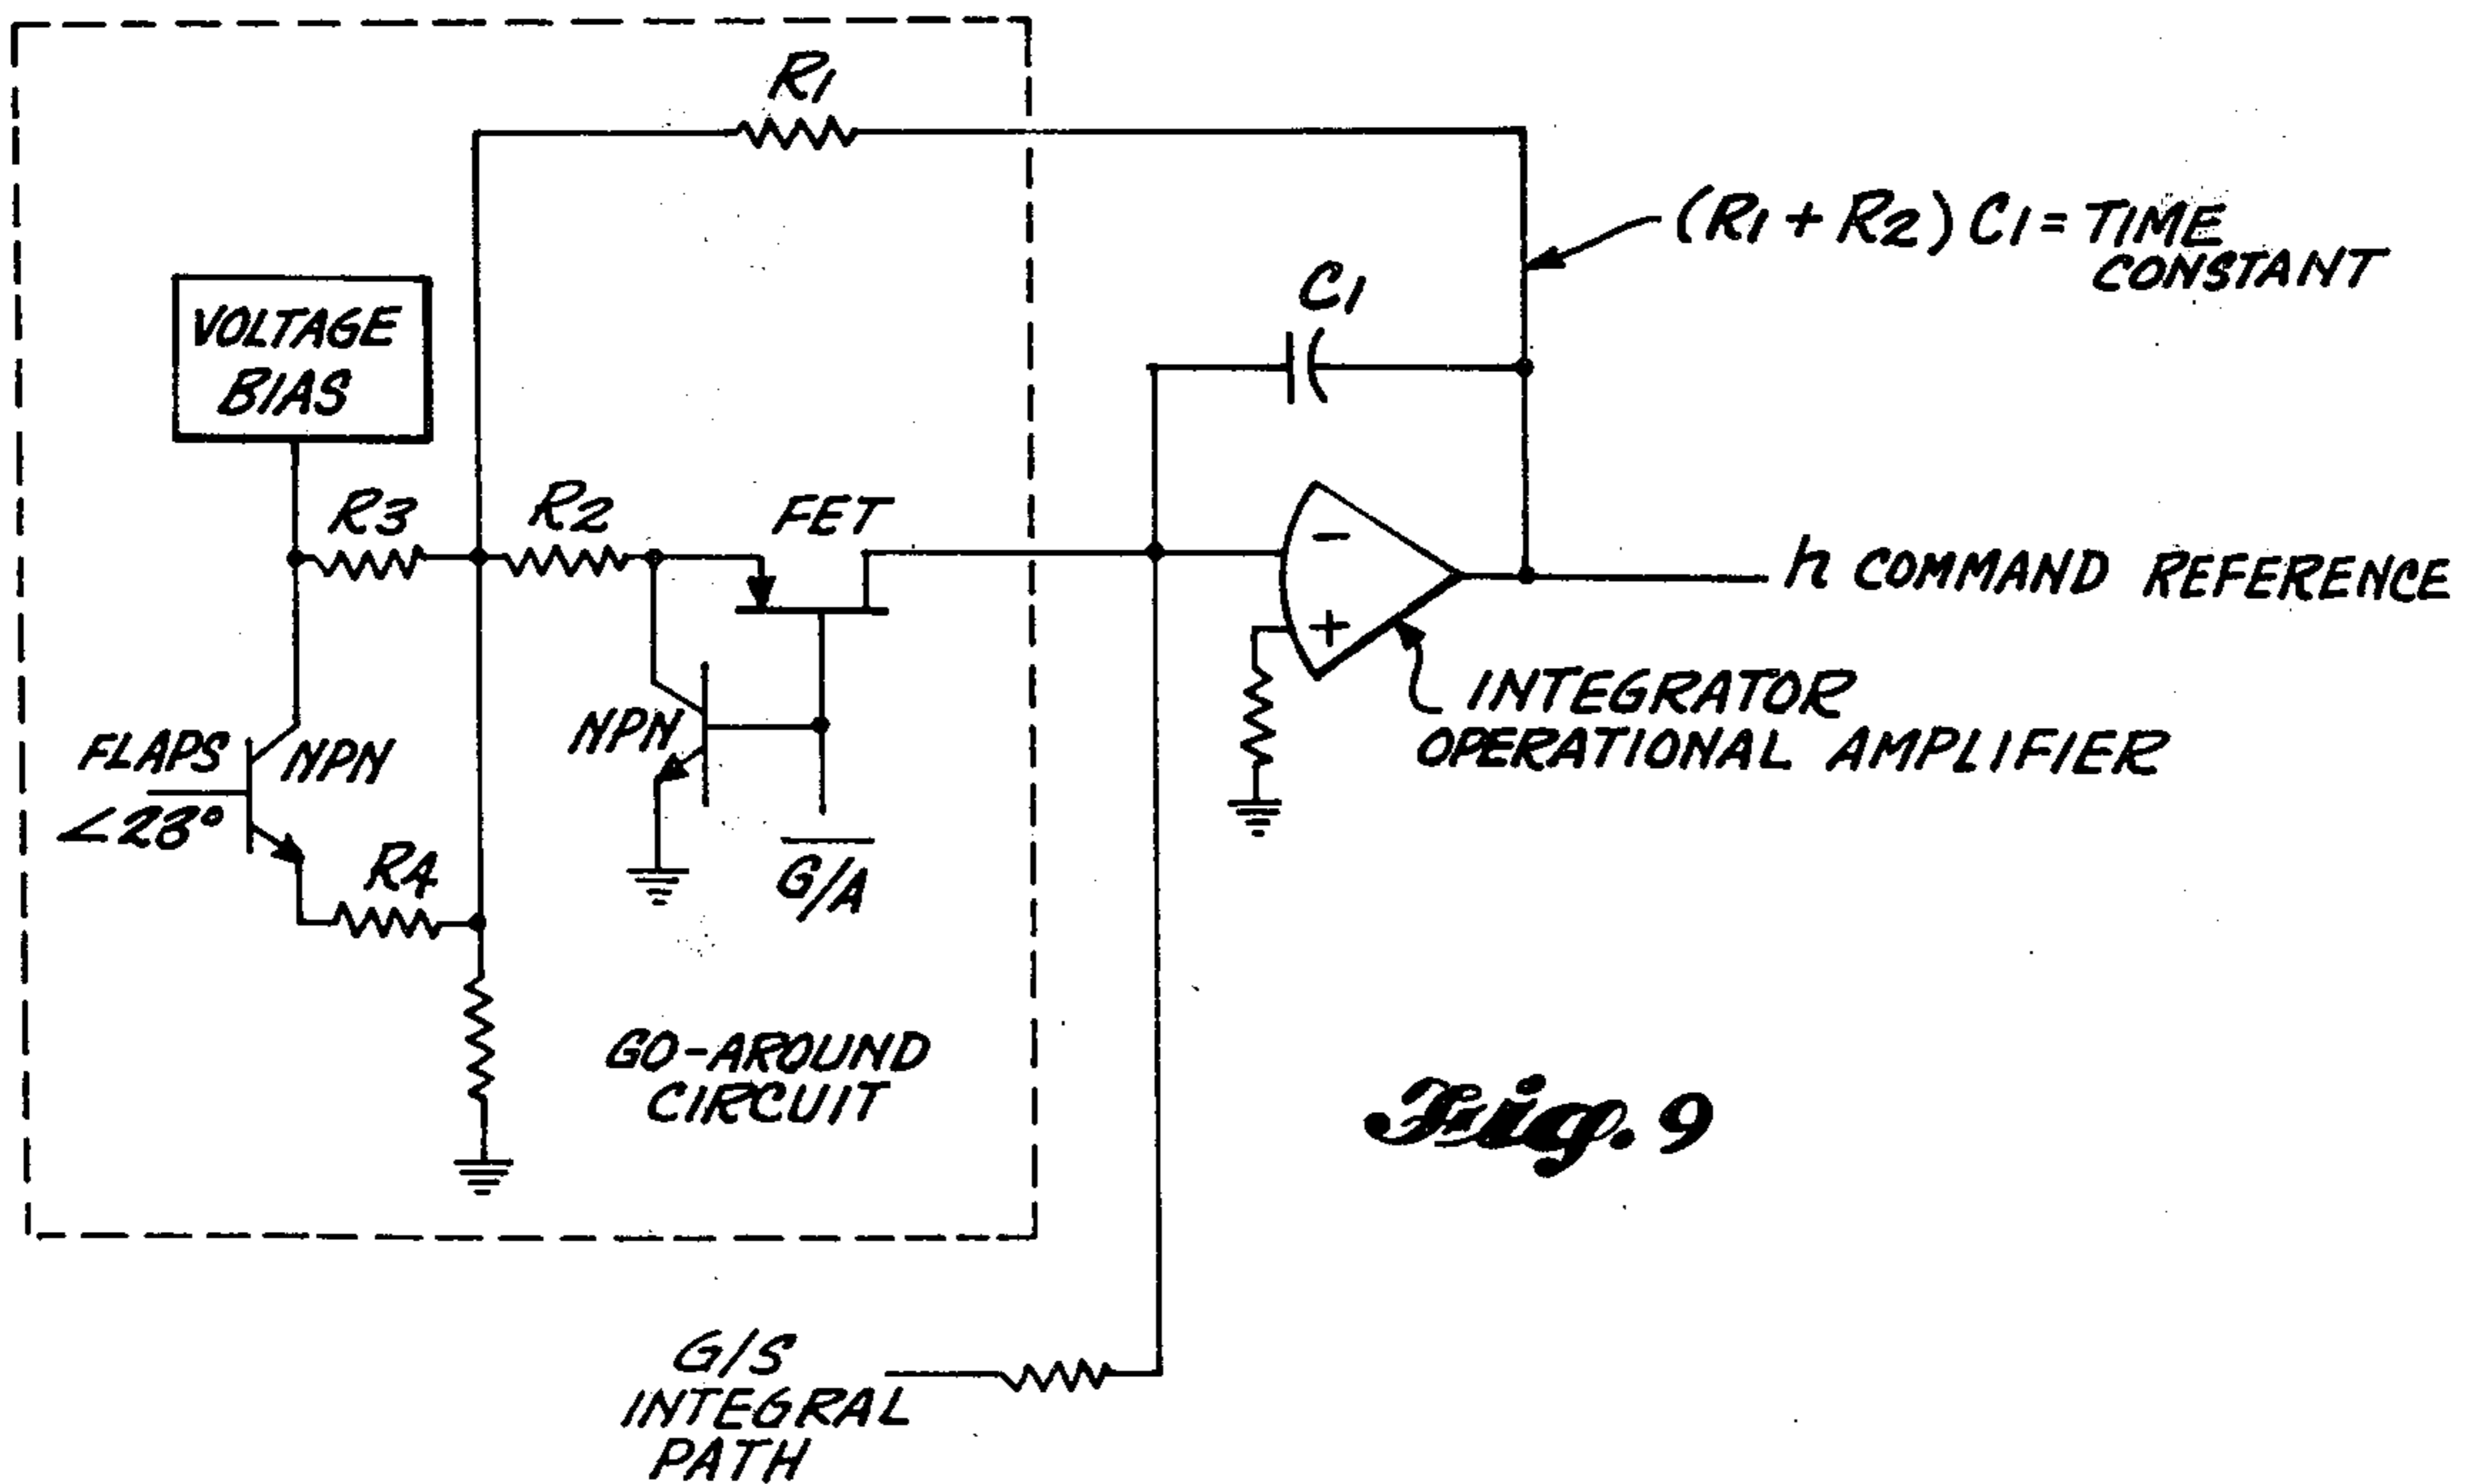 R1
(R1 + R2) C1 = TIME
CONSTANT
C1
VOLTAGE
BIAS
R3
R2
FET
−
+
h COMMAND REFERENCE
INTEGRATOR
OPERATIONAL AMPLIFIER
NPN
FLAPS
NPN
<23°
R4
G/A
GO-AROUND
CIRCUIT
Fig. 9
G/S
INTEGRAL
PATH